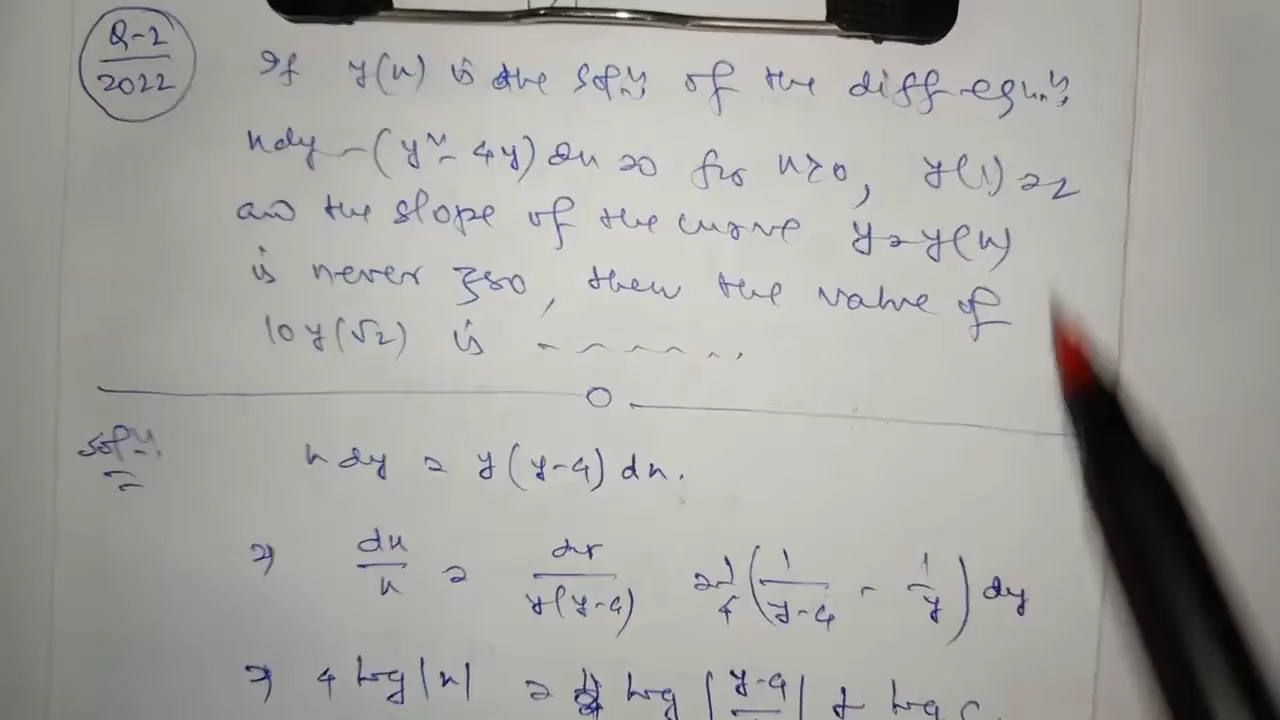 Q-2
2022
If y(x) is the solⁿ. of the diff. equⁿ.
xdy - (y² - 4y) dx = 0 for x > 0, y(1) = 2
and the slope of the curve y = y(x)
is never zero, then the value of
10 y(√2) is - - - - - - - .
Solⁿ.
x dy = y (y-4) dx.
⇒ dx/x = dy/y(y-4) = 1/4 (1/(y-4) - 1/y) dy
⇒ 4 log|x| = log |y-4